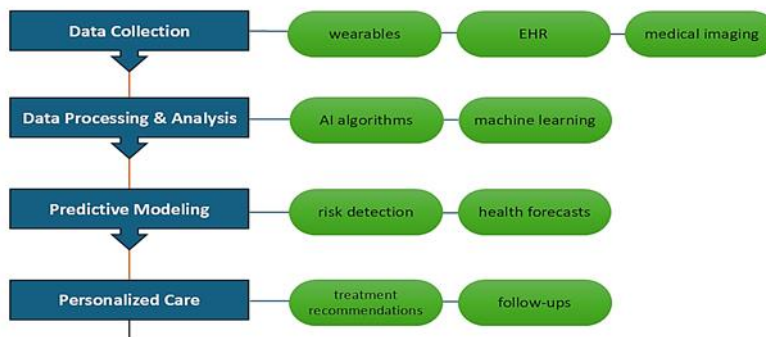 Data Collection
wearables
EHR
medical imaging
Data Processing & Analysis
AI algorithms
machine learning
Predictive Modeling
risk detection
health forecasts
Personalized Care
treatment
recommendations
follow-ups